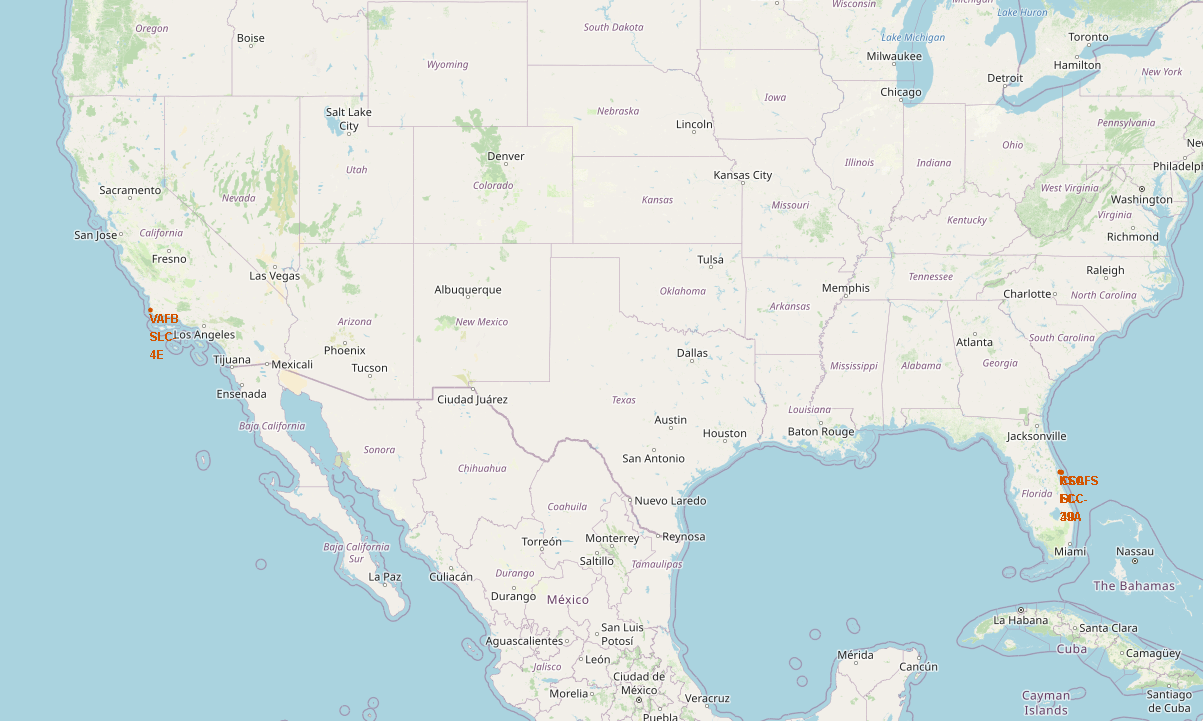 Wisconsin
Lake Huron
Oregon
South Dakota
Boise
Lake Michigan
Toronto
Milwaukee
Hamilton
Wyoming
Detroit
New York
Chicago
Iowa
Salt Lake
City
Nebraska
Lincoln
Pennsylvania
Ohio
Denver
Illinois
Indiana
Philadelph
Utah
Kansas City
Colorado
Sacramento
Nevada
Kansas
Missouri
West Virginia
Washington
Kentucky
Virginia
San Jose
California
Richmond
Fresno
Tulsa
Las Vegas
Raleigh
Tennessee
Albuquerque
Oklahoma
Memphis
Charlotte
North Carolina
Arkansas
VAFB
SLC-
4E
Los Angeles
Arizona
New Mexico
South Carolina
Atlanta
Phoenix
Dallas
Tijuana
Mexicali
Tucson
Mississippi
Alabama
Georgia
Ensenada
Ciudad Juárez
Texas
Louisiana
Baja California
Austin
Baton Rouge
Houston
Jacksonville
Sonora
San Antonio
Chihuahua
Florida
Nuevo Laredo
Coahuila
Reynosa
Torreón
Monterrey
Baja California
Sur
Saltillo
Tamaulipas
Miami
Nassau
La Paz
Culiacán
Durango
Durango
México
The Bahamas
La Habana
Santa Clara
San Luis
Potosí
Aguascalientes
Cuba
Camagüey
León
Mérida
Cancún
Jalisco
Ciudad de
México
Morelia
Veracruz
Cayman
Islands
Santiago
de Cuba
Puebla